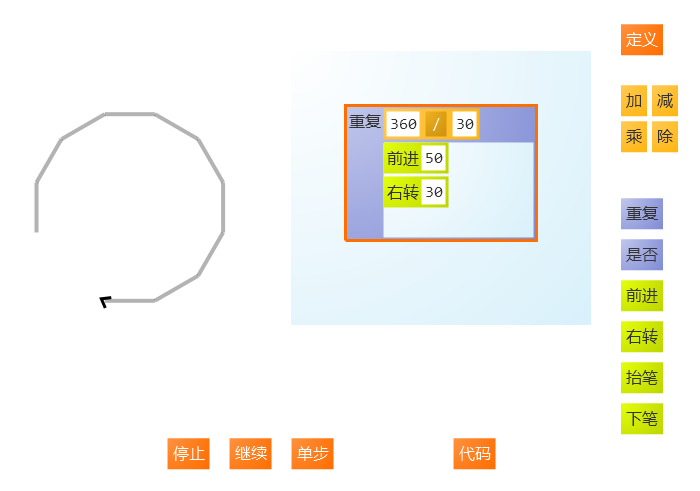 定义
加 减
乘 除
重复 360 / 30
前进 50
右转 30
重复
是否
前进
右转
抬笔
下笔
停止 继续 单步 代码